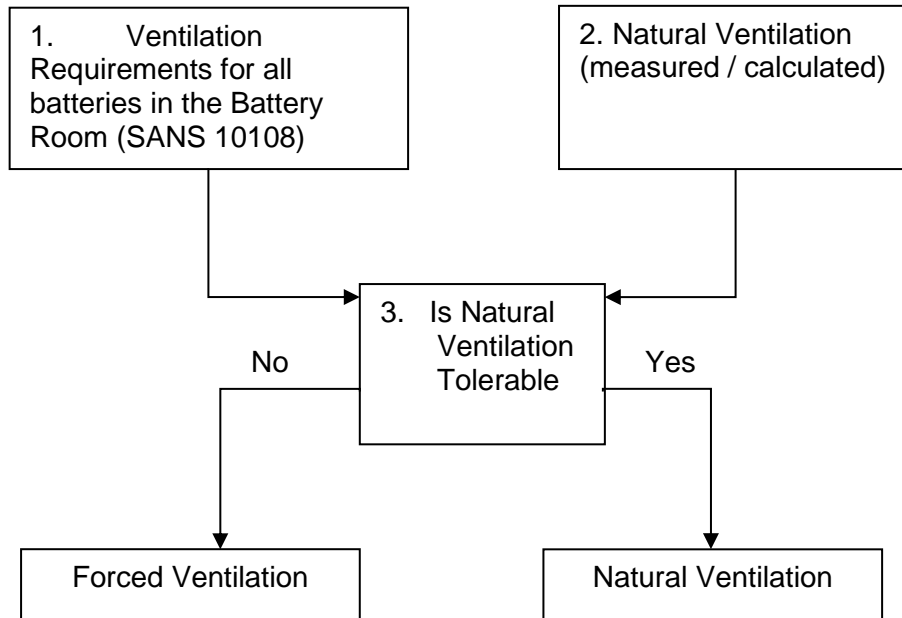 1. Ventilation
Requirements for all
batteries in the Battery
Room (SANS 10108)
2. Natural Ventilation
(measured / calculated)
3. Is Natural
Ventilation
Tolerable
No
Yes
Forced Ventilation
Natural Ventilation